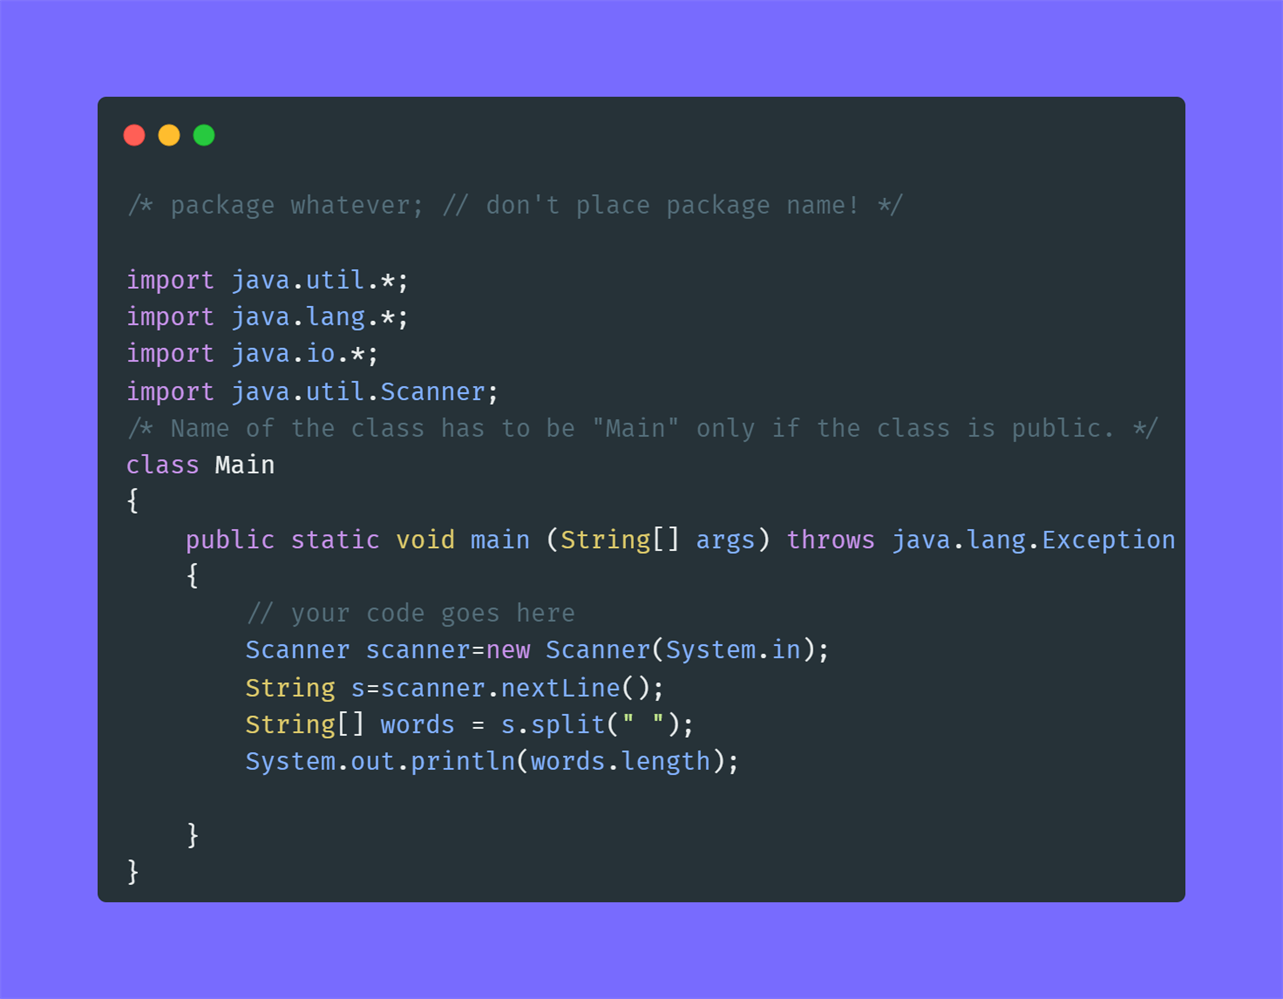 /* package whatever; // don't place package name! */
import java.util.*;
import java.lang.*;
import java.io.*;
import java.util.Scanner;
/* Name of the class has to be "Main" only if the class is public. */
class Main
{
public static void main (String[] args) throws java.lang.Exception
{
// your code goes here
Scanner scanner=new Scanner(System.in);
String s=scanner.nextLine();
String[] words = s.split(" ");
System.out.println(words.length);
}
}